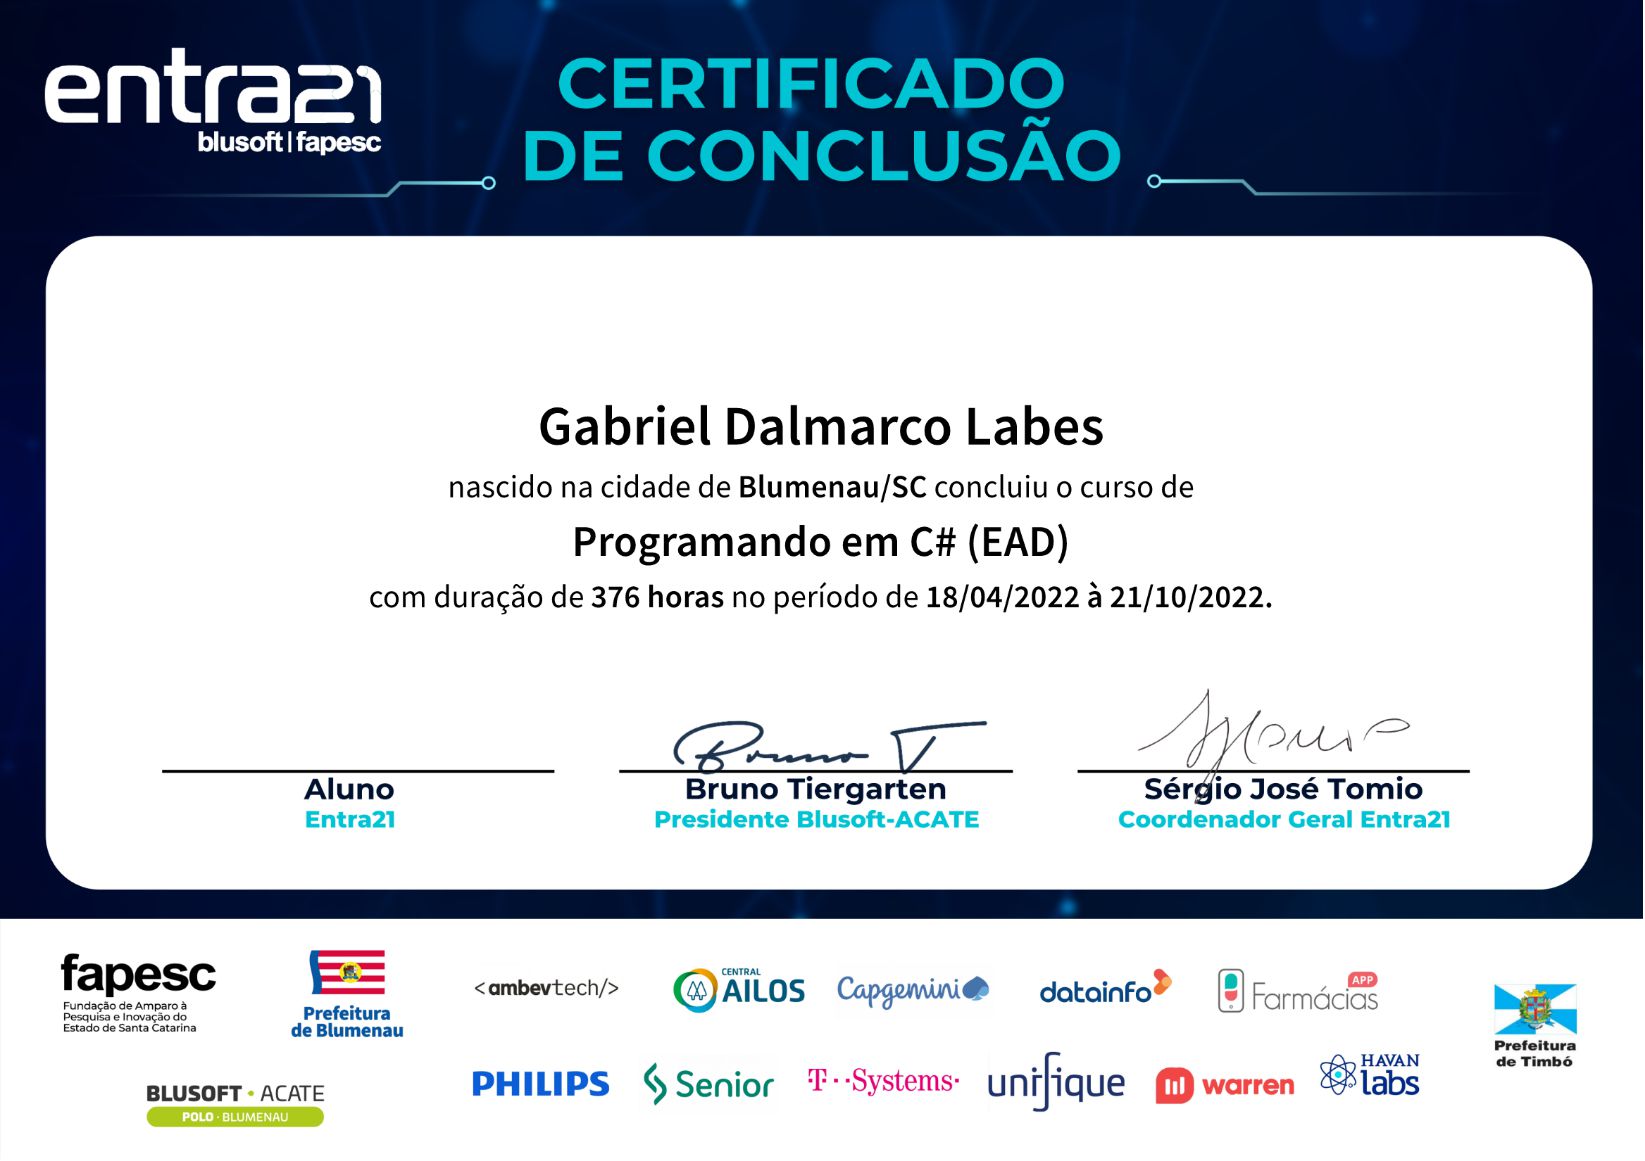 entra21
blusoft | fapesc
CERTIFICADO
DE CONCLUSÃO
Gabriel Dalmarco Labes
nascido na cidade de Blumenau/SC concluiu o curso de
Programando em C# (EAD)
com duração de 376 horas no período de 18/04/2022 à 21/10/2022.
Bruno T
Aluno
Entra21
Bruno Tiergarten
Presidente Blusoft-ACATE
Sérgio José Tomio
Coordenador Geral Entra21
fapesc
Fundação de Amparo à
Pesquisa e Inovação do
Estado de Santa Catarina
Prefeitura
de Blumenau
BLUSOFT · ACATE
POLO · BLUMENAU
<ambevtech/>
CENTRAL
AILOS
Capgemini
datainfo
APP
Farmácias
PHILIPS
Senior
T··Systems·
unifique
warren
HAVAN
labs
Prefeitura
de Timbó